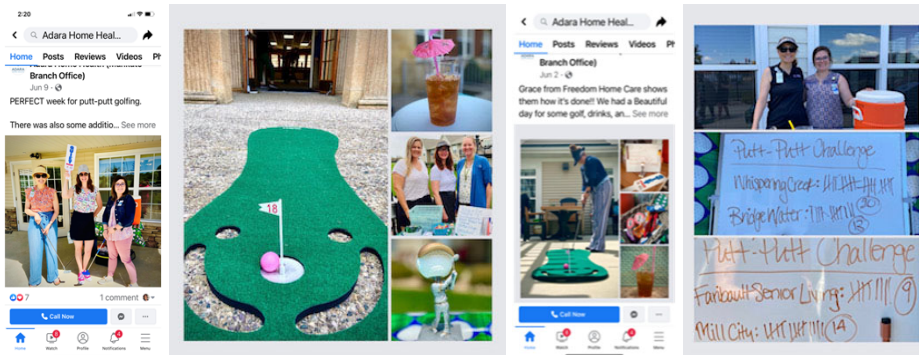 2:20
Adara Home Heal...
Home Posts Reviews Videos Ph
Branch Office)
Jun 9
PERFECT week for putt-putt golfing.
There was also some additio... See more
7
1 comment
Call Now
Home Watch Profile Notifications Menu
18
Adara Home Heal...
Home Posts Reviews Videos Ph
Branch Office)
Jun 2
Grace from Freedom Home Care shows
them how it's done!! We had a Beautiful
day for some golf, drinks, an... See more
Call Now
Home Watch Profile Notifications Menu
Putt-Putt Challenge
Whispering Creek:
Bridge Water:
Putt-Putt Challenge
Faribault Senior Living: 9
Mill City: 14